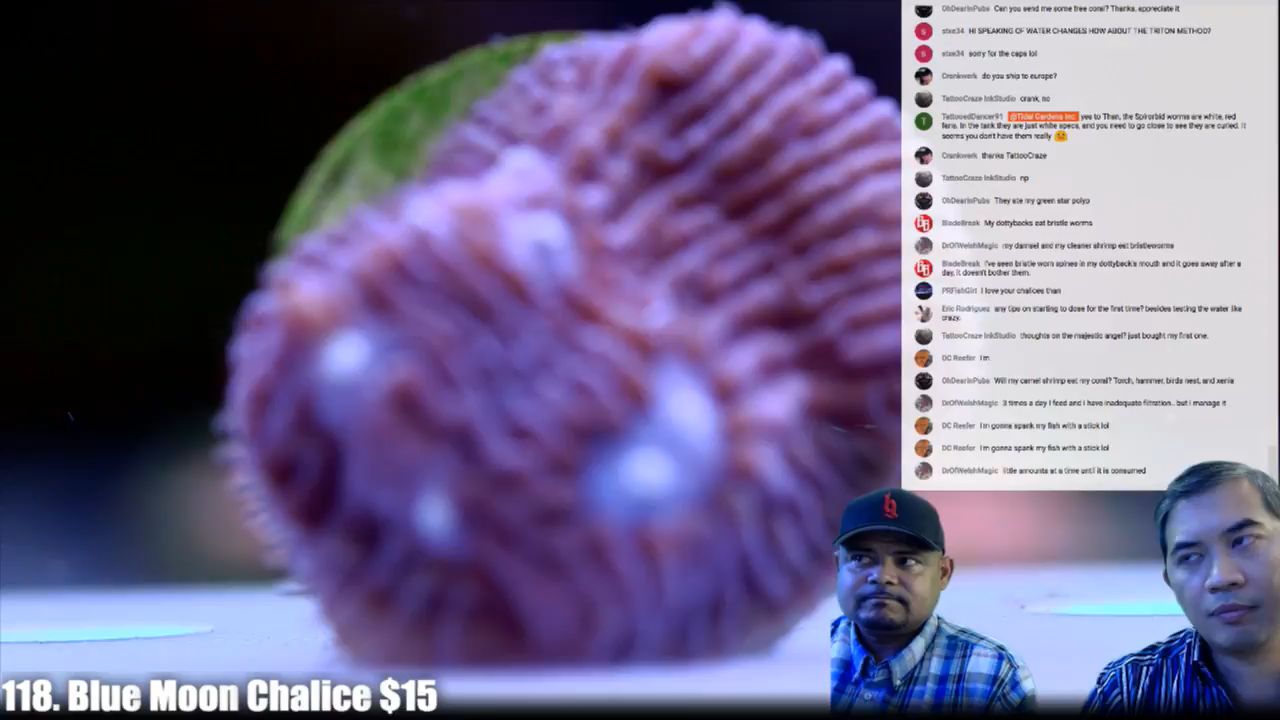 OhDearInPubs Can you send me some free coral? Thanks, appreciate it
stxe34 HI SPEAKING OF WATER CHANGES HOW ABOUT THE TRITON METHOD?
stxe34 sorry for the caps lol
Crankwerk do you ship to europe?
TattooCraze InkStudio crank, no
TattooedDancer91 @Tidal Gardens Inc. yes to Than, the Spirorbid worms are white, red
fans. In the tank they are just white specs, and you need to go close to see they are curled. It
seems you don't have them really
Crankwerk thanks TattooCraze
TattooCraze InkStudio np
OhDearInPubs They ate my green star polyp
BladeBreak My dottybacks eat bristle worms
DrOfWelshMagic my damsel and my cleaner shrimp eat bristleworms
BladeBreak I've seen bristle worm spines in my dottyback's mouth and it goes away after a
day, it doesn't bother them.
PRFishGirl I love your chalices than
Eric Rodriguez any tips on starting to dose for the first time? besides testing the water like
crazy.
TattooCraze InkStudio thoughts on the majestic angel? just bought my first one.
DC Reefer I'm
OhDearInPubs Will my camel shrimp eat my coral? Torch, hammer, birds nest, and xenia
DrOfWelshMagic 3 times a day I feed and i have inadequate filtration.. but i manage it
DC Reefer I'm gonna spank my fish with a stick lol
DC Reefer I'm gonna spank my fish with a stick lol
DrOfWelshMagic little amounts at a time until it is consumed
118. Blue Moon Chalice $15